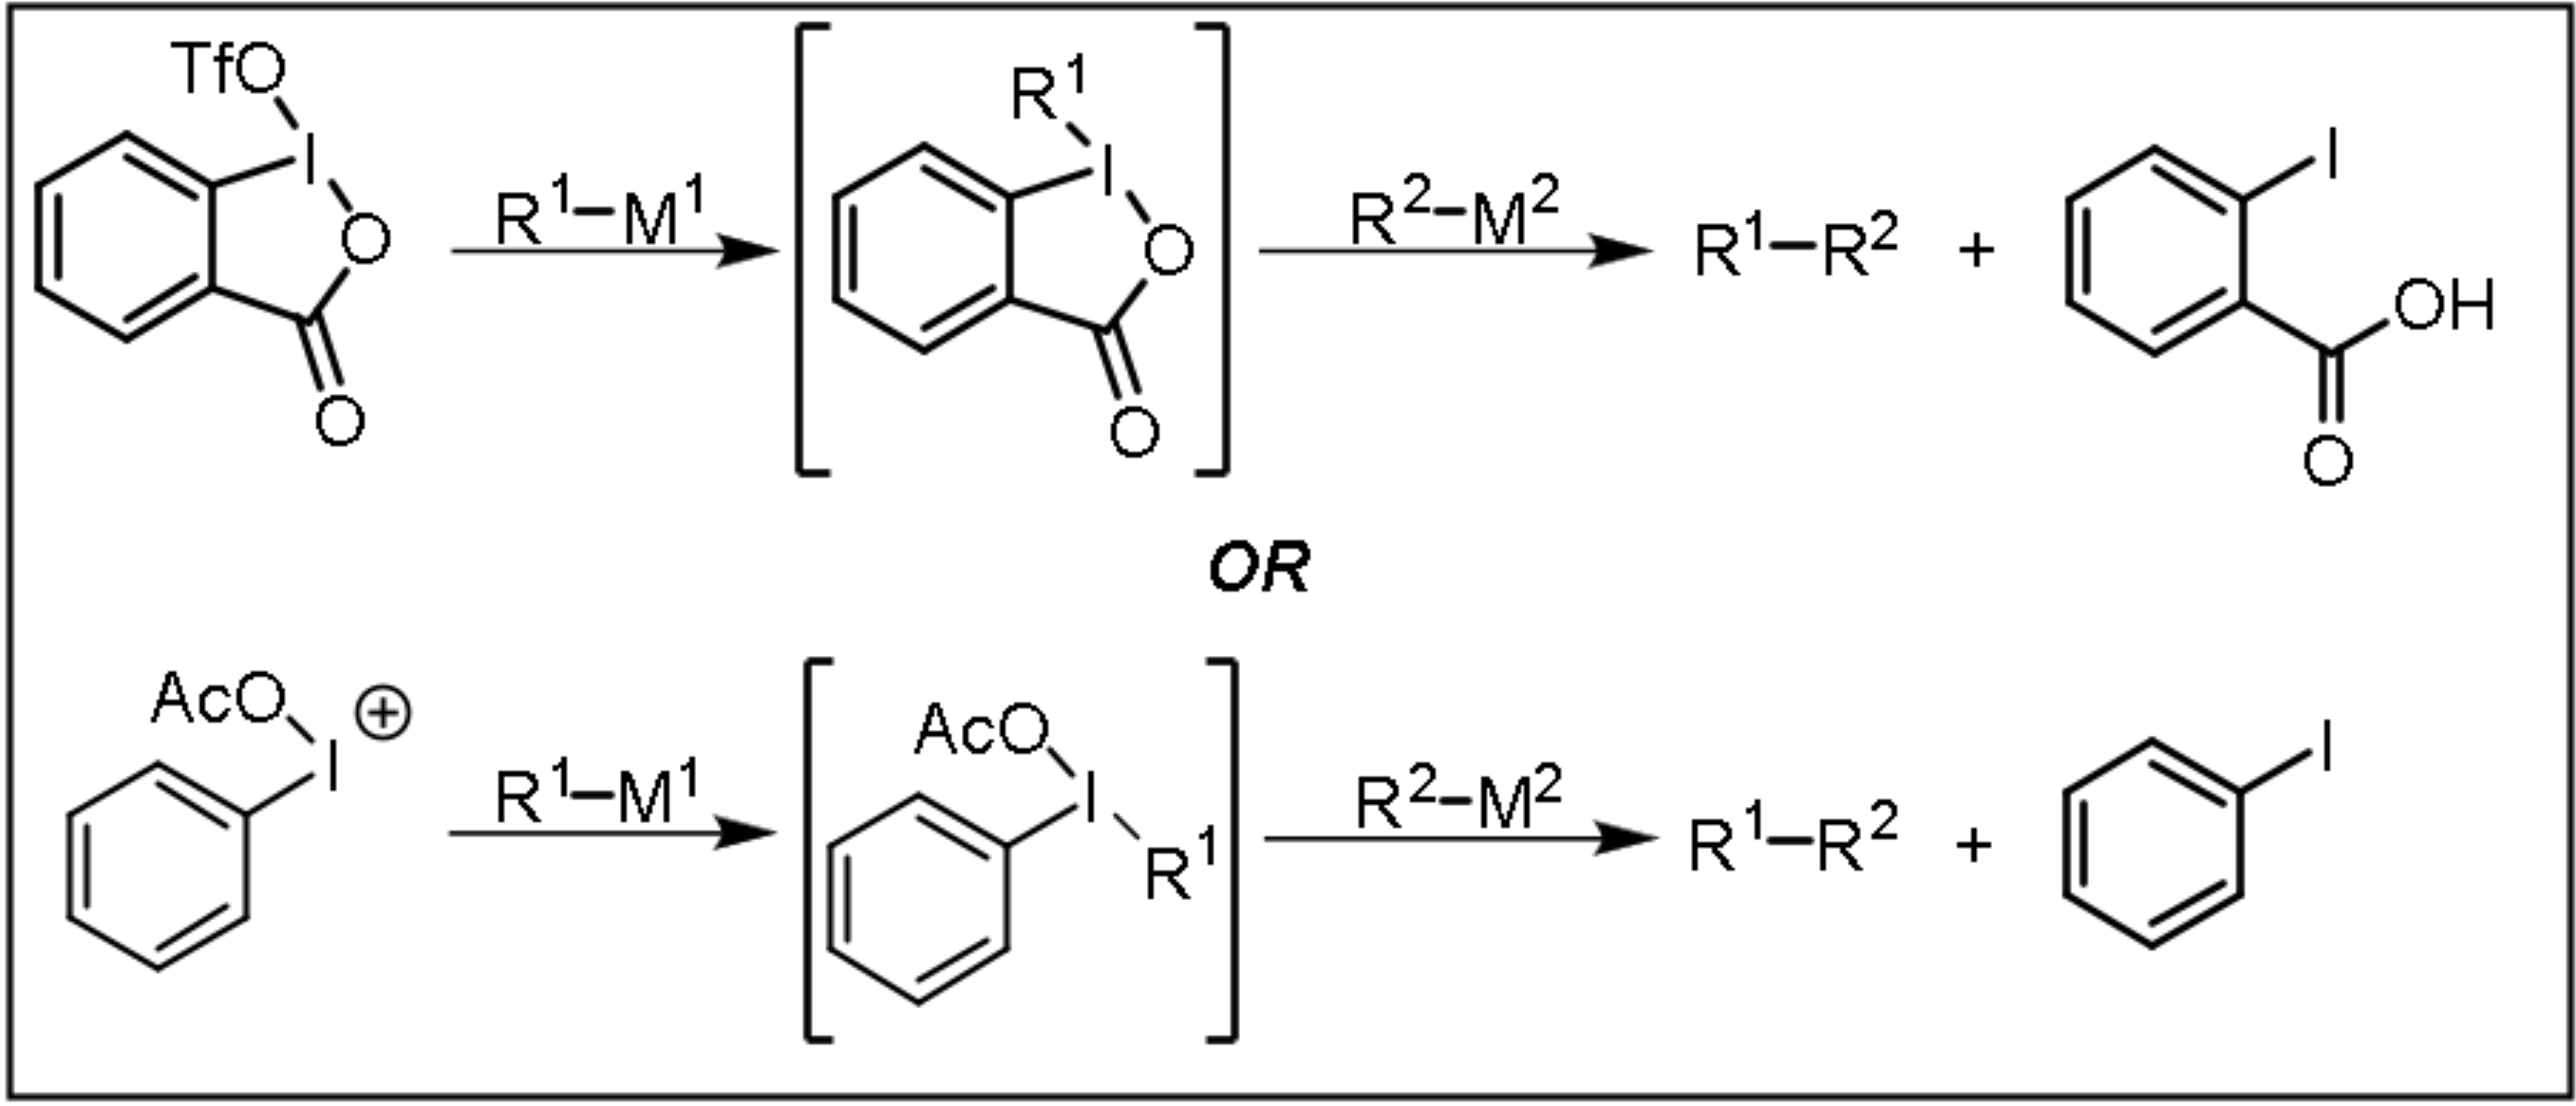 TfO
I
O
O
R¹–M¹
R¹
I
O
O
R²–M²
R¹–R² +
I
OH
O
OR
AcO
I
⊕
R¹–M¹
AcO
I
R¹
R²–M²
R¹–R² +
I